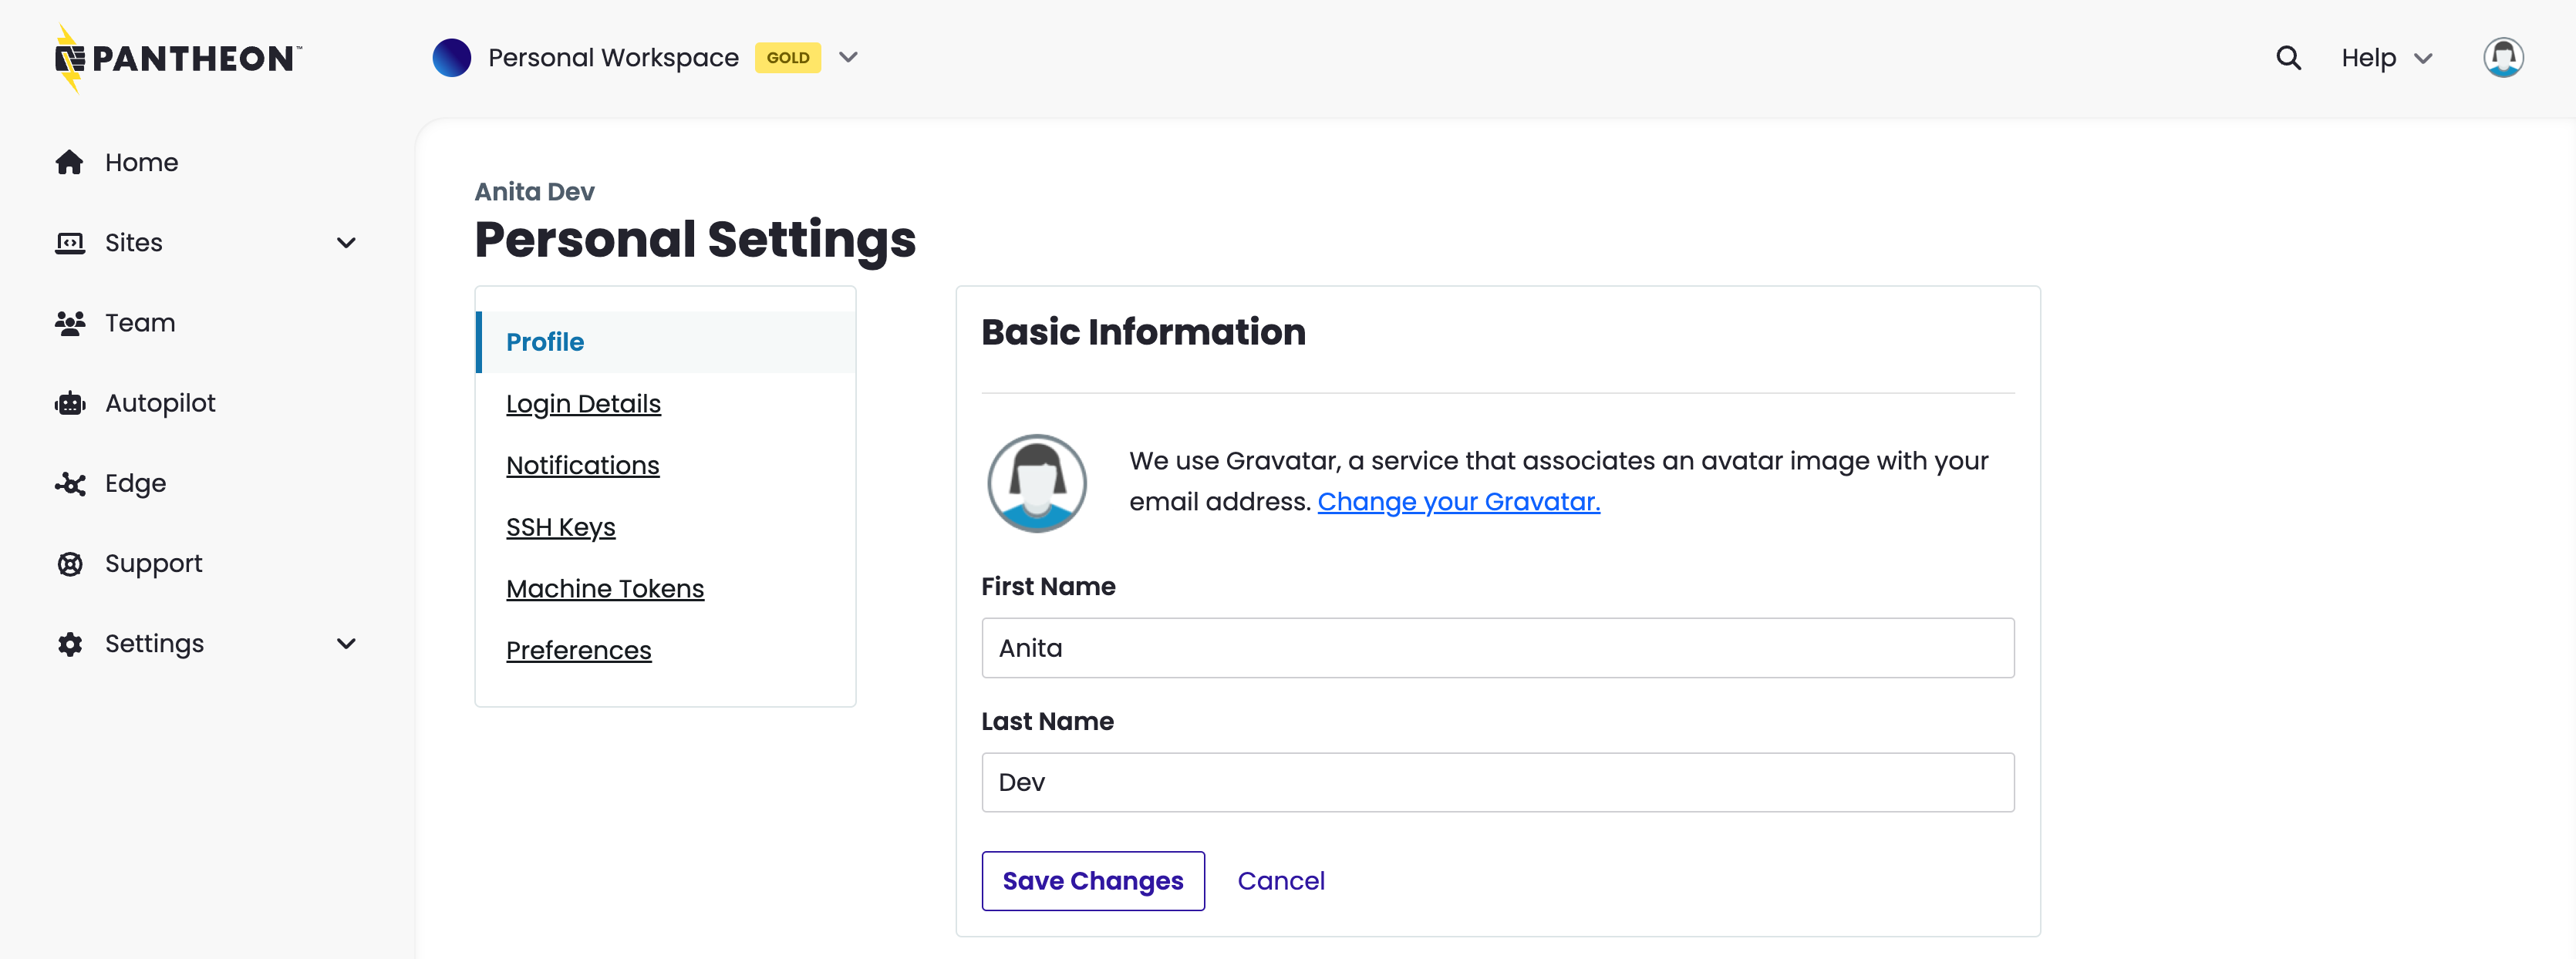 PANTHEON™
Personal Workspace GOLD
Help
Home
Sites
Team
Autopilot
Edge
Support
Settings
Anita Dev
Personal Settings
Profile
Login Details
Notifications
SSH Keys
Machine Tokens
Preferences
Basic Information
We use Gravatar, a service that associates an avatar image with your
email address. Change your Gravatar.
First Name
Anita
Last Name
Dev
Save Changes Cancel